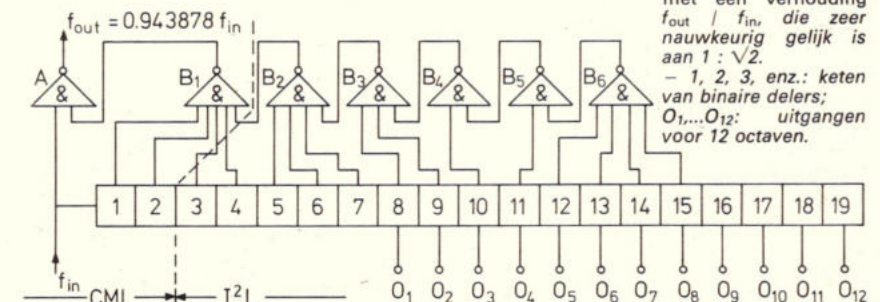 met een verhouding
fout / fin, die zeer
nauwkeurig gelijk is
aan 1 : √2.
– 1, 2, 3, enz.: keten
van binaire delers;
O1,...O12: uitgangen
voor 12 octaven.
fout = 0.943878 fin
A B1 B2 B3 B4 B5 B6
& & & & & & &
1 2 3 4 5 6 7 8 9 10 11 12 13 14 15 16 17 18 19
fin
CML I²L
O1 O2 O3 O4 O5 O6 O7 O8 O9 O10 O11 O12